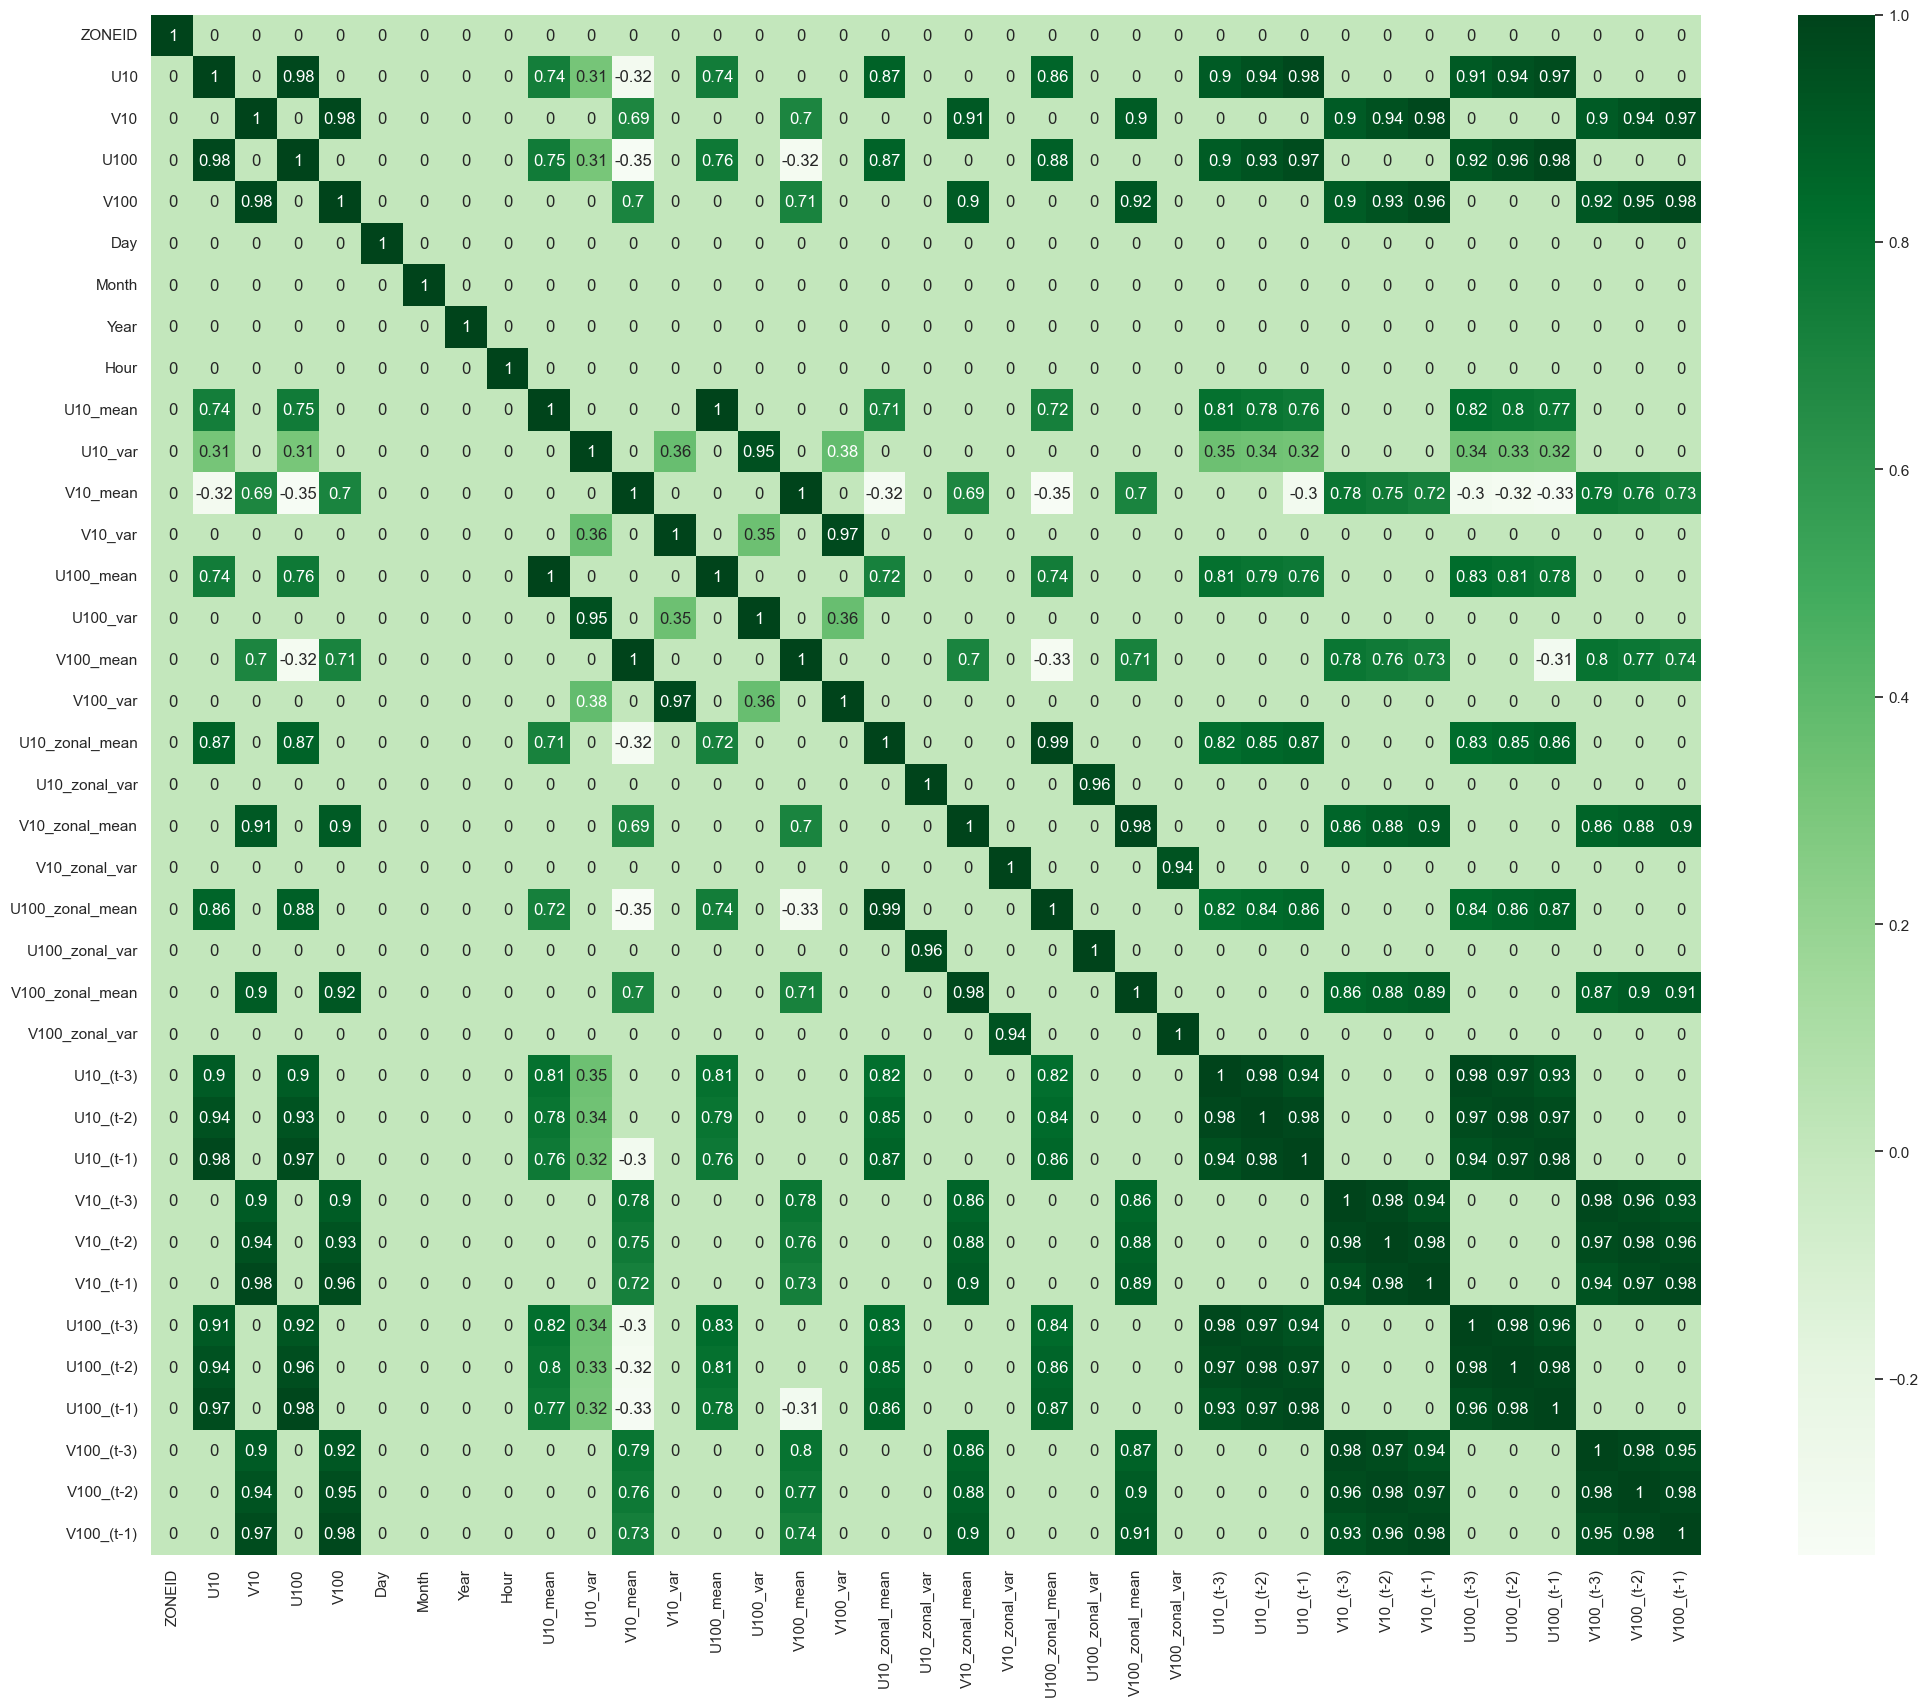 ZONEID 1 0 0 0 0 0 0 0 0 0 0 0 0 0 0 0 0 0 0 0 0 0 0 0 0 0 0 0 0 0 0 0 0 0 0 0 0
U10 0 1 0 0.98 0 0 0 0 0 0.74 0.31 -0.32 0 0.74 0 0 0 0.87 0 0 0 0.86 0 0 0 0.9 0.94 0.98 0 0 0 0.91 0.94 0.97 0 0 0
V10 0 0 1 0 0.98 0 0 0 0 0 0 0.69 0 0 0 0.7 0 0 0 0.91 0 0 0 0.9 0 0 0 0 0.9 0.94 0.98 0 0 0 0.9 0.94 0.97
U100 0 0.98 0 1 0 0 0 0 0 0.75 0.31 -0.35 0 0.76 0 -0.32 0 0.87 0 0 0 0.88 0 0 0 0.9 0.93 0.97 0 0 0 0.92 0.96 0.98 0 0 0
V100 0 0 0.98 0 1 0 0 0 0 0 0 0.7 0 0 0 0.71 0 0 0 0.9 0 0 0 0.92 0 0 0 0 0.9 0.93 0.96 0 0 0 0.92 0.95 0.98
Day 0 0 0 0 0 1 0 0 0 0 0 0 0 0 0 0 0 0 0 0 0 0 0 0 0 0 0 0 0 0 0 0 0 0 0 0 0
Month 0 0 0 0 0 0 1 0 0 0 0 0 0 0 0 0 0 0 0 0 0 0 0 0 0 0 0 0 0 0 0 0 0 0 0 0 0
Year 0 0 0 0 0 0 0 1 0 0 0 0 0 0 0 0 0 0 0 0 0 0 0 0 0 0 0 0 0 0 0 0 0 0 0 0 0
Hour 0 0 0 0 0 0 0 0 1 0 0 0 0 0 0 0 0 0 0 0 0 0 0 0 0 0 0 0 0 0 0 0 0 0 0 0 0
U10_mean 0 0.74 0 0.75 0 0 0 0 0 1 0 0 0 1 0 0 0 0.71 0 0 0 0.72 0 0 0 0.81 0.78 0.76 0 0 0 0.82 0.8 0.77 0 0 0
U10_var 0 0.31 0 0.31 0 0 0 0 0 0 1 0 0.36 0 0.95 0 0.38 0 0 0 0 0 0 0 0 0.35 0.34 0.32 0 0 0 0.34 0.33 0.32 0 0 0
V10_mean 0 -0.32 0.69 -0.35 0.7 0 0 0 0 0 0 1 0 0 0 1 0 -0.32 0 0.69 0 -0.35 0 0.7 0 0 0 -0.3 0.78 0.75 0.72 -0.3 -0.32 -0.33 0.79 0.76 0.73
V10_var 0 0 0 0 0 0 0 0 0 0 0.36 0 1 0 0.35 0 0.97 0 0 0 0 0 0 0 0 0 0 0 0 0 0 0 0 0 0 0 0
U100_mean 0 0.74 0 0.76 0 0 0 0 0 1 0 0 0 1 0 0 0 0.72 0 0 0 0.74 0 0 0 0.81 0.79 0.76 0 0 0 0.83 0.81 0.78 0 0 0
U100_var 0 0 0 0 0 0 0 0 0 0 0.95 0 0.35 0 1 0 0.36 0 0 0 0 0 0 0 0 0 0 0 0 0 0 0 0 0 0 0 0
V100_mean 0 0 0.7 -0.32 0.71 0 0 0 0 0 0 1 0 0 0 1 0 0 0 0.7 0 -0.33 0 0.71 0 0 0 0 0.78 0.76 0.73 0 0 -0.31 0.8 0.77 0.74
V100_var 0 0 0 0 0 0 0 0 0 0 0.38 0 0.97 0 0.36 0 1 0 0 0 0 0 0 0 0 0 0 0 0 0 0 0 0 0 0 0 0
U10_zonal_mean 0 0.87 0 0.87 0 0 0 0 0 0.71 0 -0.32 0 0.72 0 0 0 1 0 0 0 0.99 0 0 0 0.82 0.85 0.87 0 0 0 0.83 0.85 0.86 0 0 0
U10_zonal_var 0 0 0 0 0 0 0 0 0 0 0 0 0 0 0 0 0 0 1 0 0 0 0.96 0 0 0 0 0 0 0 0 0 0 0 0 0 0
V10_zonal_mean 0 0 0.91 0 0.9 0 0 0 0 0 0 0.69 0 0 0 0.7 0 0 0 1 0 0 0 0.98 0 0 0 0 0.86 0.88 0.9 0 0 0 0.86 0.88 0.9
V10_zonal_var 0 0 0 0 0 0 0 0 0 0 0 0 0 0 0 0 0 0 0 0 1 0 0 0 0.94 0 0 0 0 0 0 0 0 0 0 0 0
U100_zonal_mean 0 0.86 0 0.88 0 0 0 0 0 0.72 0 -0.35 0 0.74 0 -0.33 0 0.99 0 0 0 1 0 0 0 0.82 0.84 0.86 0 0 0 0.84 0.86 0.87 0 0 0
U100_zonal_var 0 0 0 0 0 0 0 0 0 0 0 0 0 0 0 0 0 0 0.96 0 0 0 1 0 0 0 0 0 0 0 0 0 0 0 0 0 0
V100_zonal_mean 0 0 0.9 0 0.92 0 0 0 0 0 0 0.7 0 0 0 0.71 0 0 0 0.98 0 0 0 1 0 0 0 0 0.86 0.88 0.89 0 0 0 0.87 0.9 0.91
V100_zonal_var 0 0 0 0 0 0 0 0 0 0 0 0 0 0 0 0 0 0 0 0 0.94 0 0 0 1 0 0 0 0 0 0 0 0 0 0 0 0
U10_(t-3) 0 0.9 0 0.9 0 0 0 0 0 0.81 0.35 0 0 0.81 0 0 0 0.82 0 0 0 0.82 0 0 0 1 0.98 0.94 0 0 0 0.98 0.97 0.93 0 0 0
U10_(t-2) 0 0.94 0 0.93 0 0 0 0 0 0.78 0.34 0 0 0.79 0 0 0 0.85 0 0 0 0.84 0 0 0 0.98 1 0.98 0 0 0 0.97 0.98 0.97 0 0 0
U10_(t-1) 0 0.98 0 0.97 0 0 0 0 0 0.76 0.32 -0.3 0 0.76 0 0 0 0.87 0 0 0 0.86 0 0 0 0.94 0.98 1 0 0 0 0.94 0.97 0.98 0 0 0
V10_(t-3) 0 0 0.9 0 0.9 0 0 0 0 0 0 0.78 0 0 0 0.78 0 0 0 0.86 0 0 0 0.86 0 0 0 0 1 0.98 0.94 0 0 0 0.98 0.96 0.93
V10_(t-2) 0 0 0.94 0 0.93 0 0 0 0 0 0 0.75 0 0 0 0.76 0 0 0 0.88 0 0 0 0.88 0 0 0 0 0.98 1 0.98 0 0 0 0.97 0.98 0.96
V10_(t-1) 0 0 0.98 0 0.96 0 0 0 0 0 0 0.72 0 0 0 0.73 0 0 0 0.9 0 0 0 0.89 0 0 0 0 0.94 0.98 1 0 0 0 0.94 0.97 0.98
U100_(t-3) 0 0.91 0 0.92 0 0 0 0 0 0.82 0.34 -0.3 0 0.83 0 0 0 0.83 0 0 0 0.84 0 0 0 0.98 0.97 0.94 0 0 0 1 0.98 0.96 0 0 0
U100_(t-2) 0 0.94 0 0.96 0 0 0 0 0 0.8 0.33 -0.32 0 0.81 0 0 0 0.85 0 0 0 0.86 0 0 0 0.97 0.98 0.97 0 0 0 0.98 1 0.98 0 0 0
U100_(t-1) 0 0.97 0 0.98 0 0 0 0 0 0.77 0.32 -0.33 0 0.78 0 -0.31 0 0.86 0 0 0 0.87 0 0 0 0.93 0.97 0.98 0 0 0 0.96 0.98 1 0 0 0
V100_(t-3) 0 0 0.9 0 0.92 0 0 0 0 0 0 0.79 0 0 0 0.8 0 0 0 0.86 0 0 0 0.87 0 0 0 0 0.98 0.97 0.94 0 0 0 1 0.98 0.95
V100_(t-2) 0 0 0.94 0 0.95 0 0 0 0 0 0 0.76 0 0 0 0.77 0 0 0 0.88 0 0 0 0.9 0 0 0 0 0.96 0.98 0.97 0 0 0 0.98 1 0.98
V100_(t-1) 0 0 0.97 0 0.98 0 0 0 0 0 0 0.73 0 0 0 0.74 0 0 0 0.9 0 0 0 0.91 0 0 0 0 0.93 0.96 0.98 0 0 0 0.95 0.98 1
ZONEID U10 V10 U100 V100 Day Month Year Hour U10_mean U10_var V10_mean V10_var U100_mean U100_var V100_mean V100_var U10_zonal_mean U10_zonal_var V10_zonal_mean V10_zonal_var U100_zonal_mean U100_zonal_var V100_zonal_mean V100_zonal_var U10_(t-3) U10_(t-2) U10_(t-1) V10_(t-3) V10_(t-2) V10_(t-1) U100_(t-3) U100_(t-2) U100_(t-1) V100_(t-3) V100_(t-2) V100_(t-1)
1.0
0.8
0.6
0.4
0.2
0.0
−0.2